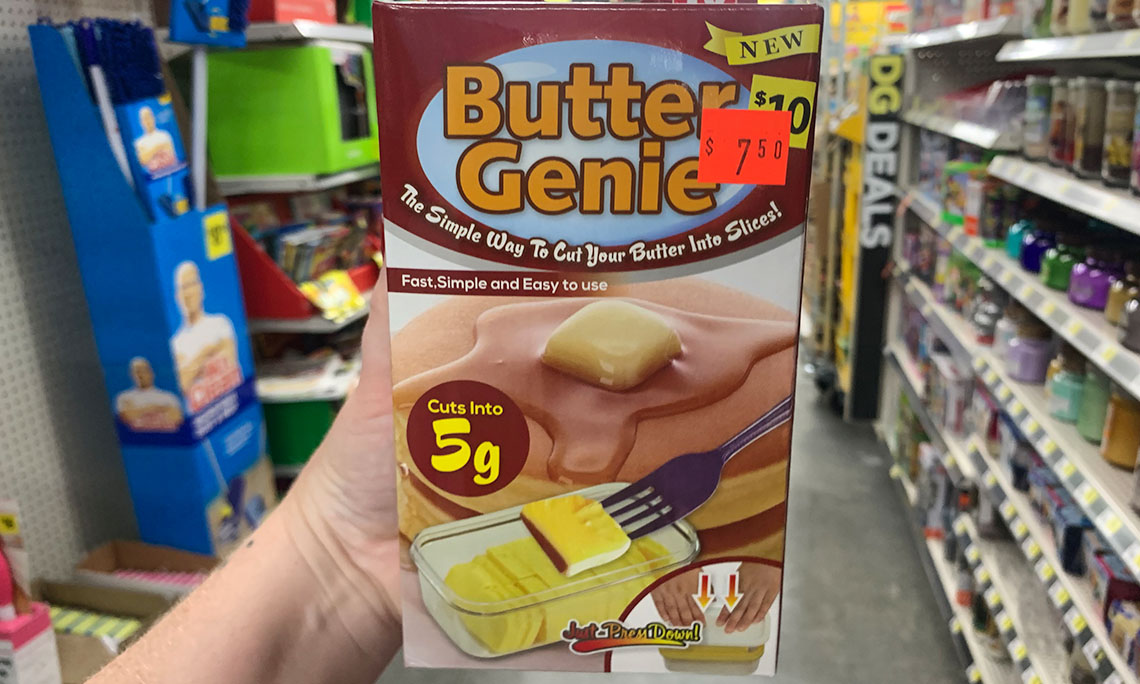 NEW
Butter
$10
$ 7 50
Genie
The Simple Way To Cut Your Butter Into Slices!
Fast,Simple and Easy to use
Cuts Into
5g
Just Press Down!
DG DEALS